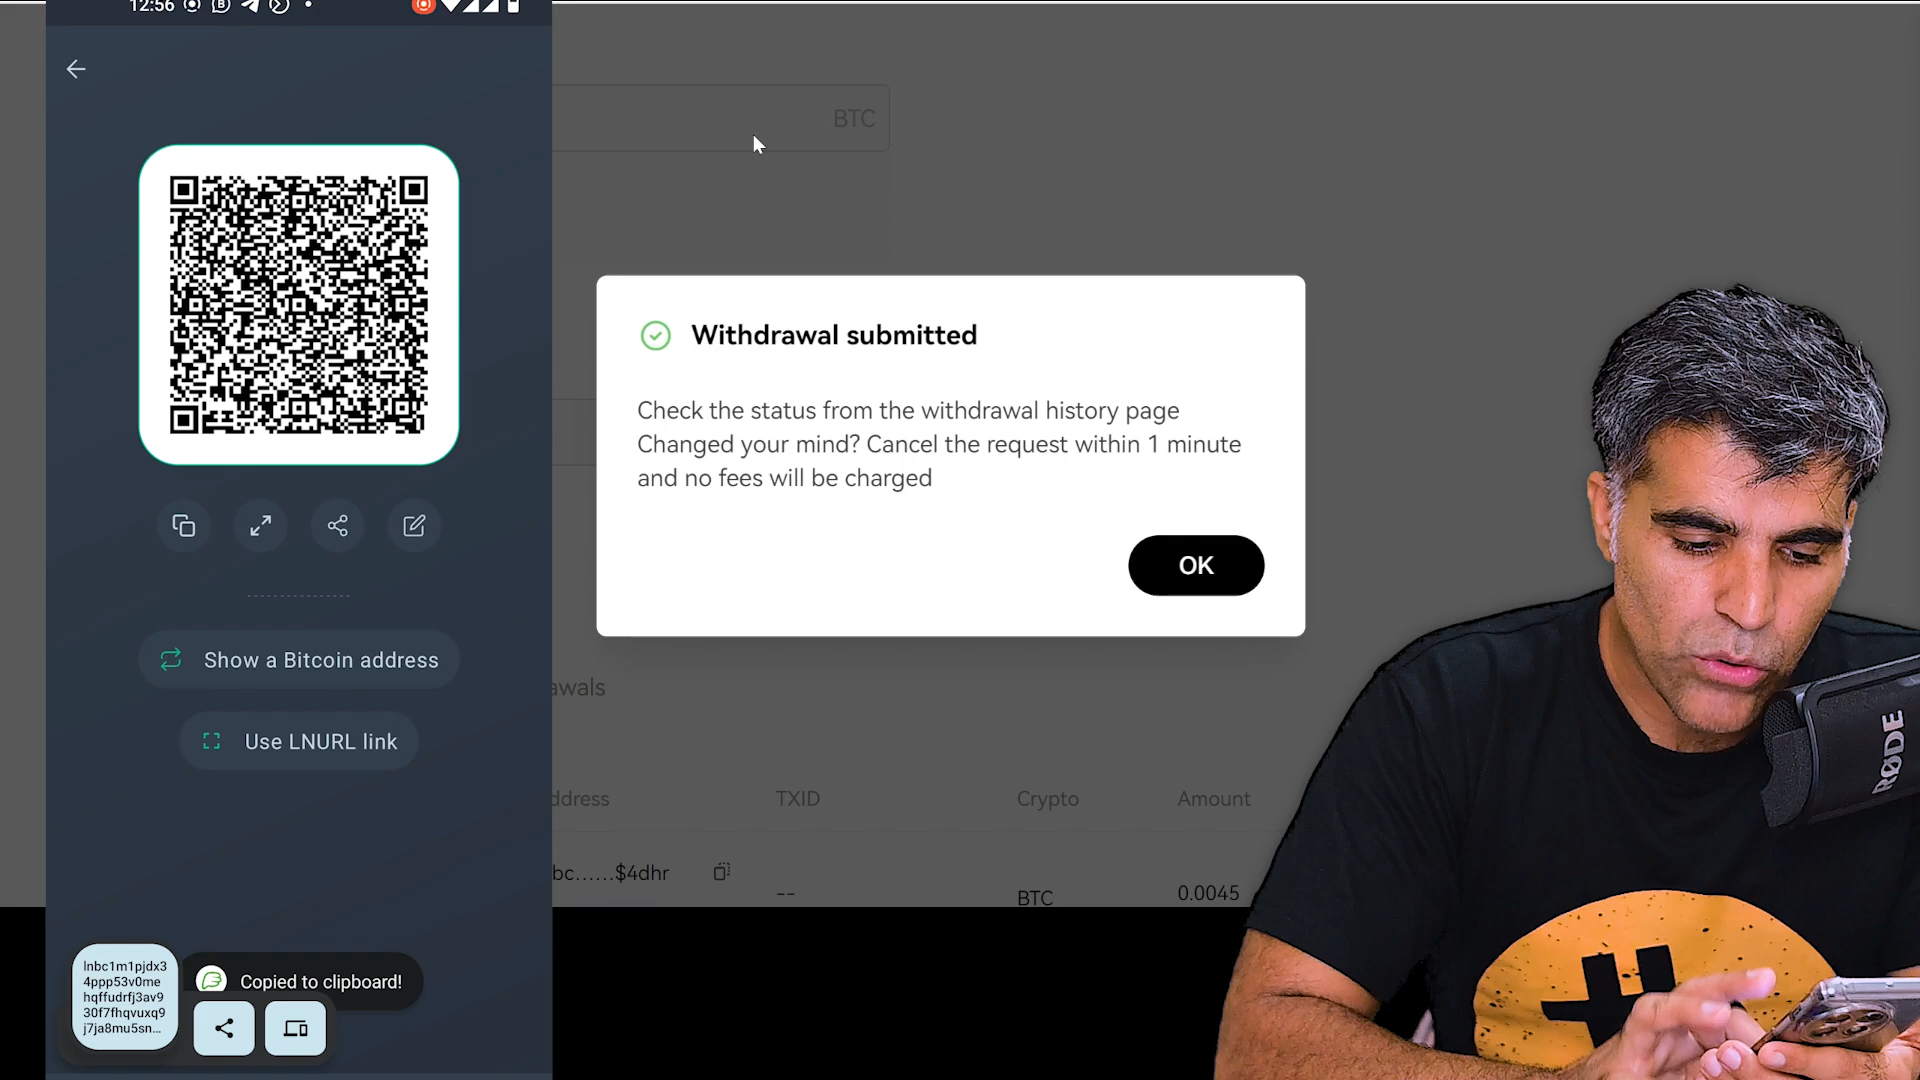 12:56
BTC
Withdrawal submitted
Check the status from the withdrawal history page
Changed your mind? Cancel the request within 1 minute
and no fees will be charged
OK
Show a Bitcoin address
Use LNURL link
awals
ddress TXID Crypto Amount
bc......$4dhr -- BTC 0.0045
lnbc1m1pjdx3
4ppp53v0me
hqffudrfj3av9
30f7fhqvuxq9
j7ja8mu5sn...
Copied to clipboard!
RØDE